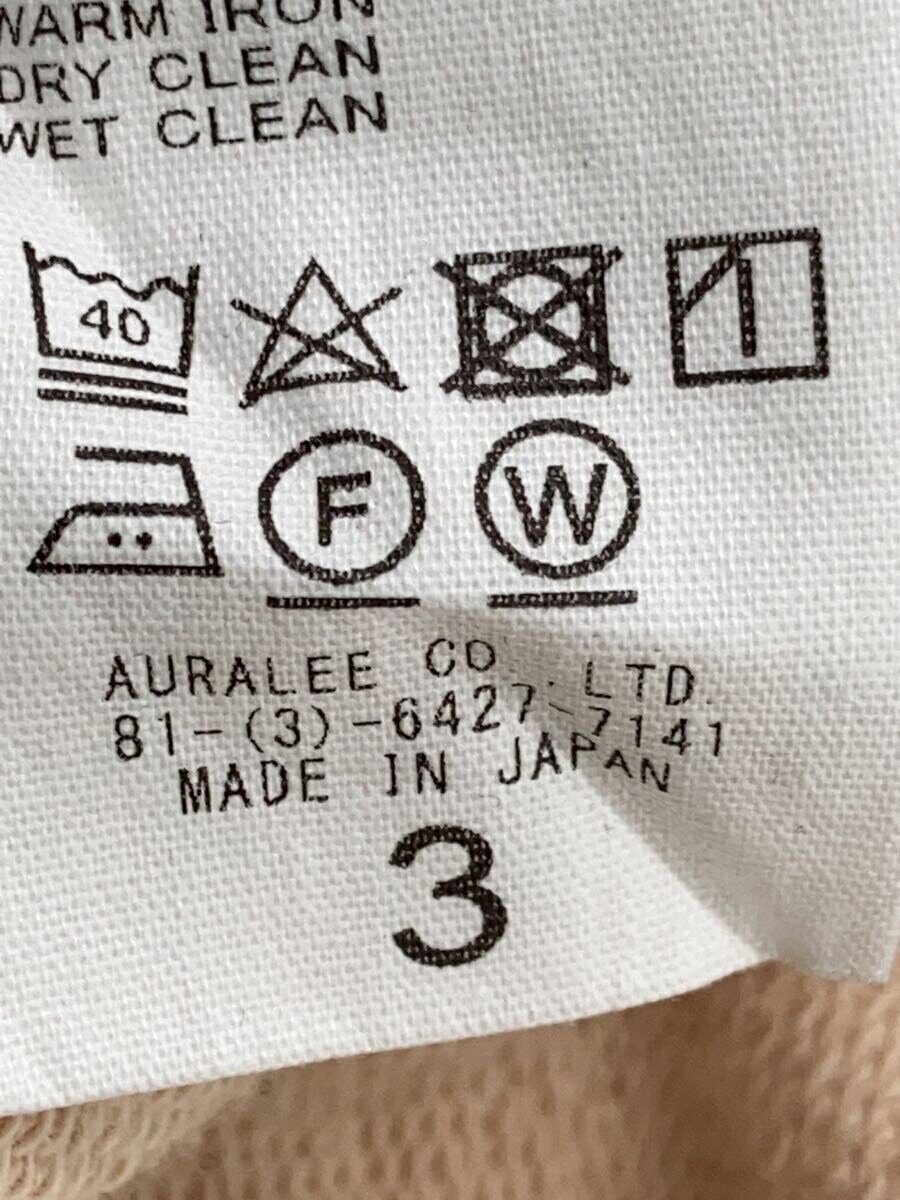 WARM IRON
DRY CLEAN
WET CLEAN
40
F W
AURALEE CO., LTD.
81-(3)-6427-7141
MADE IN JAPAN
3